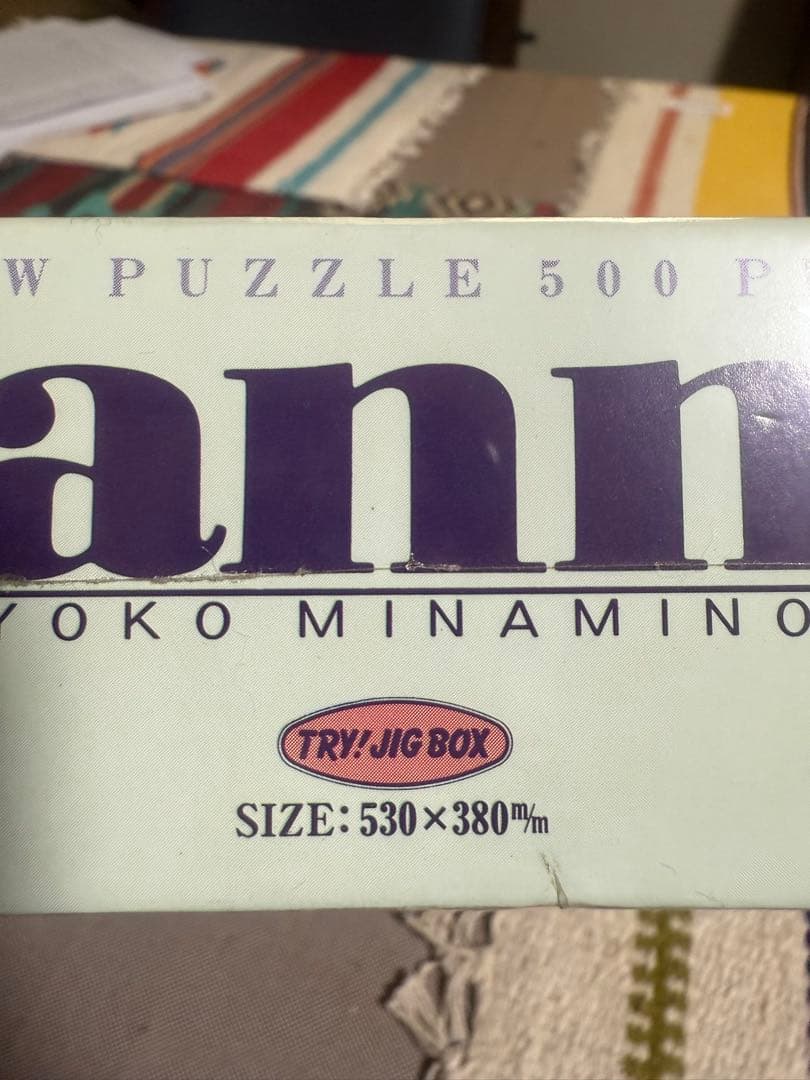 W PUZZLE 500 P
ann
YOKO MINAMINO
TRY! JIG BOX
SIZE: 530×380m/m